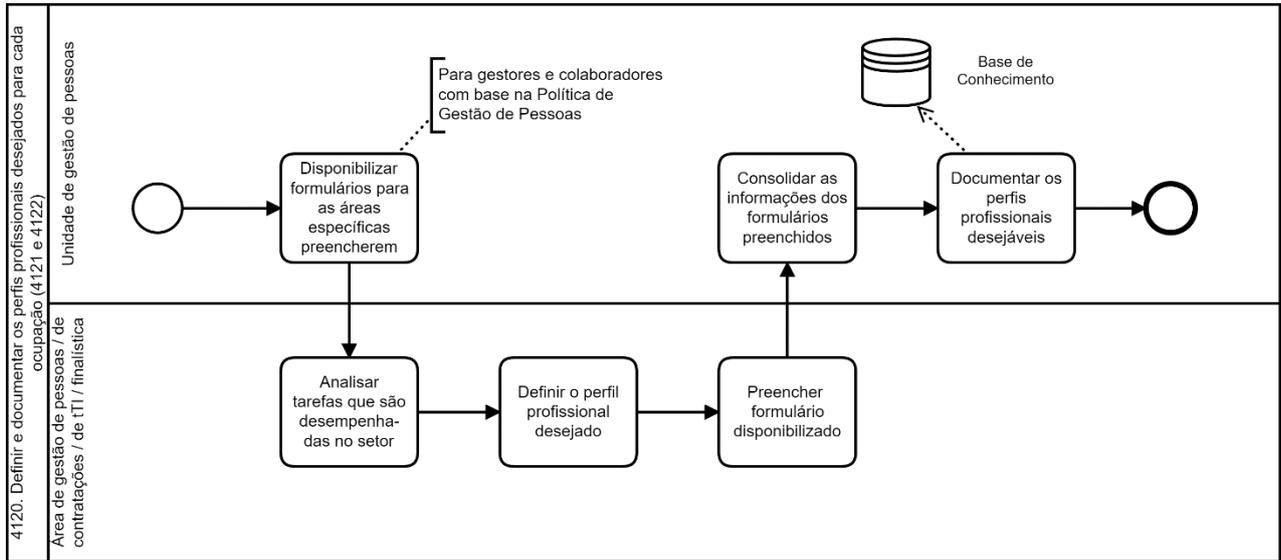 4120. Definir e documentar os perfis profissionais desejados para cada
ocupação (4121 e 4122)
Unidade de gestão de pessoas
Para gestores e colaboradores
com base na Política de
Gestão de Pessoas
Base de
Conhecimento
Disponibilizar
formulários para
as áreas
específicas
preencherem
Consolidar as
informações dos
formulários
preenchidos
Documentar os
perfis
profissionais
desejáveis
Área de gestão de pessoas / de
contratações / de tTI / finalística
Analisar
tarefas que são
desempenha-
das no setor
Definir o perfil
profissional
desejado
Preencher
formulário
disponibilizado